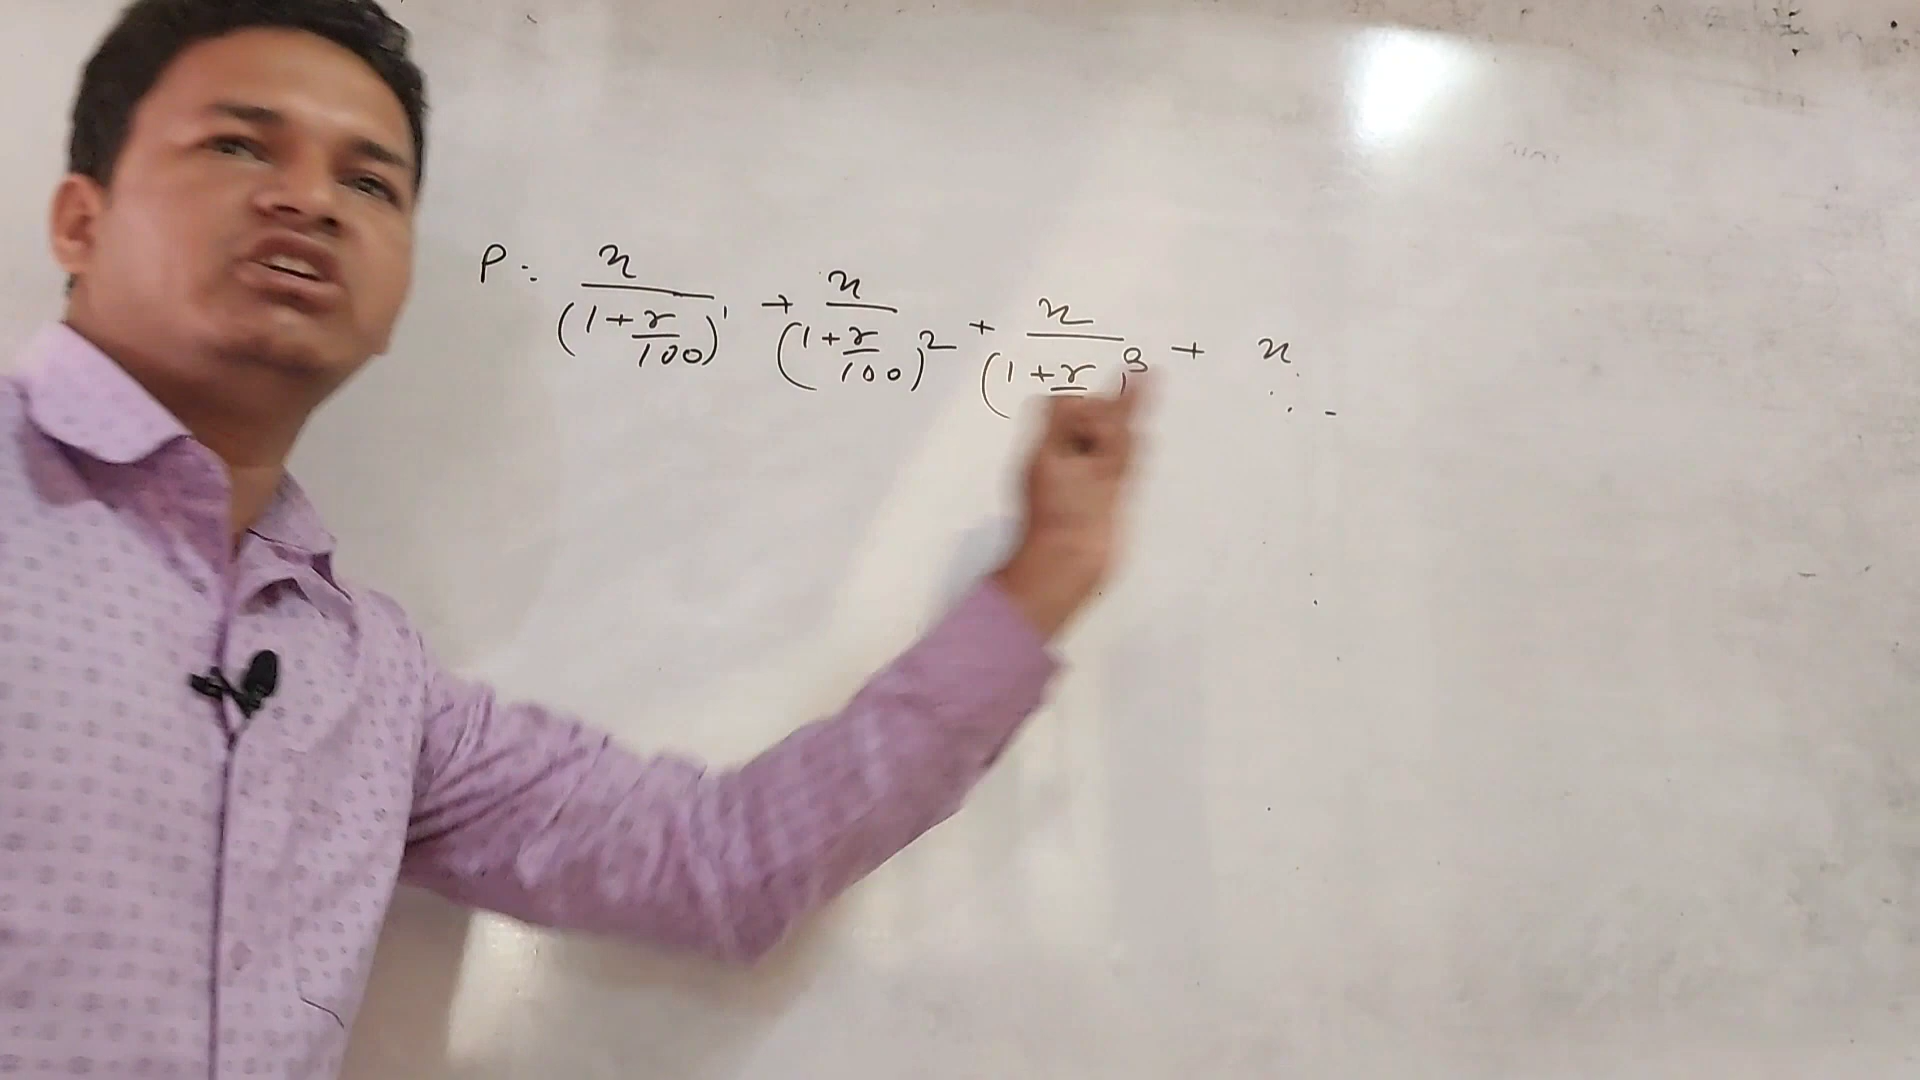 P = x/(1+r/100)^1 + x/(1+r/100)^2 + x/(1+r/ )^3 + x ...